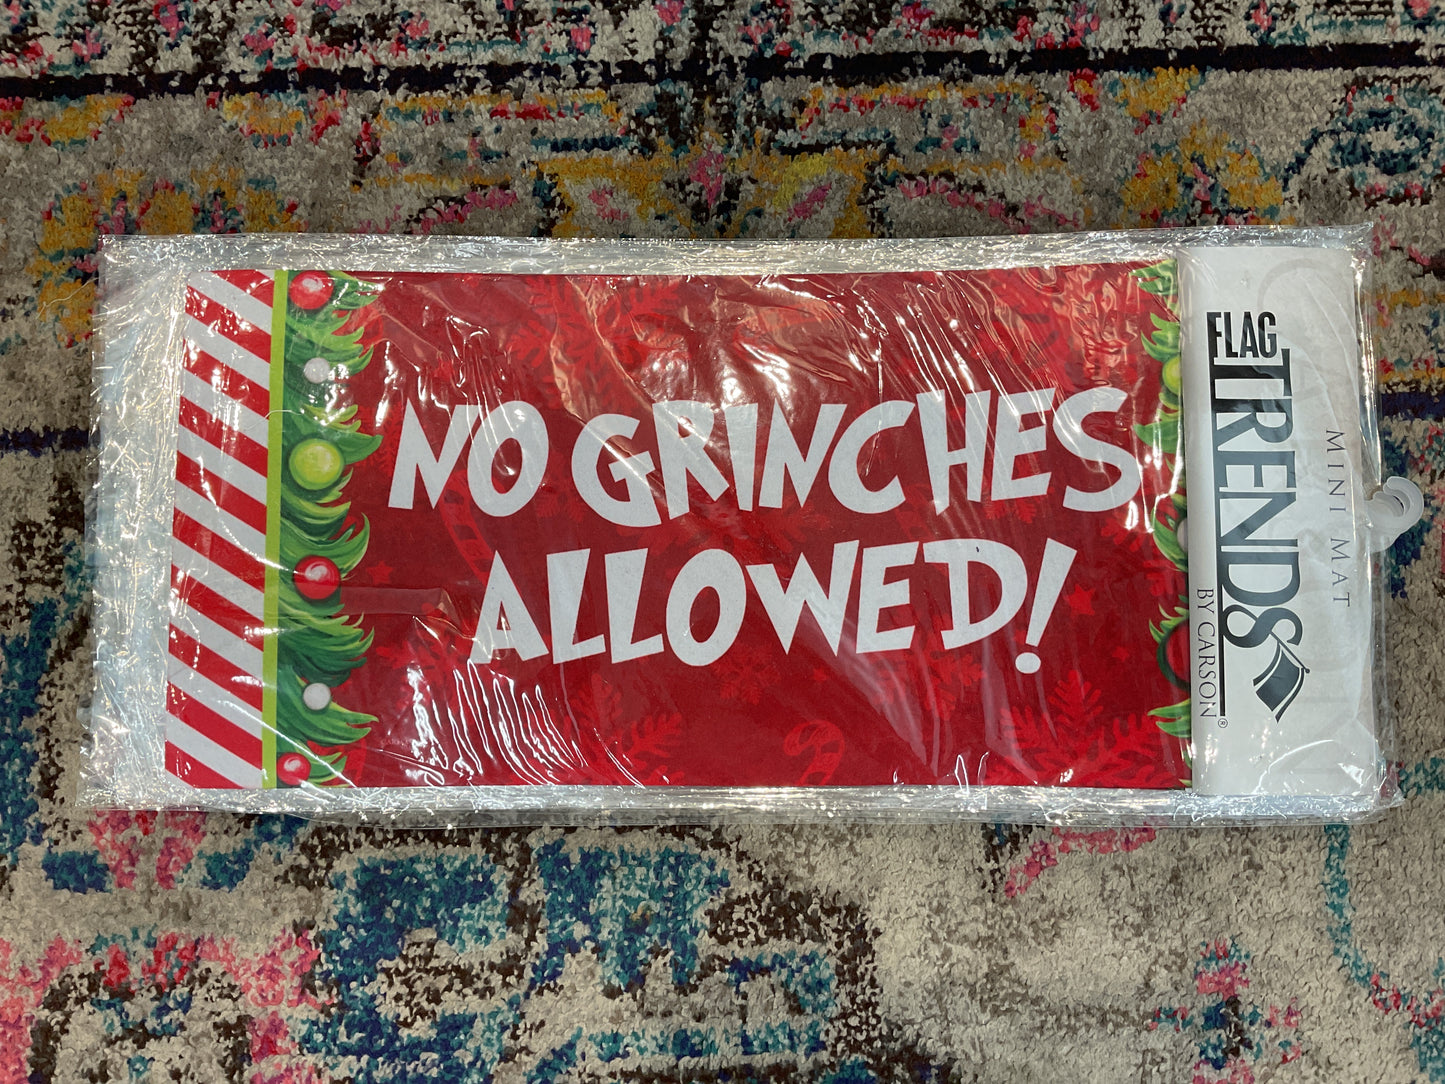 NO GRINCHES
ALLOWED!
FLAG
TRENDS
BY CARSON®
MINI MAT